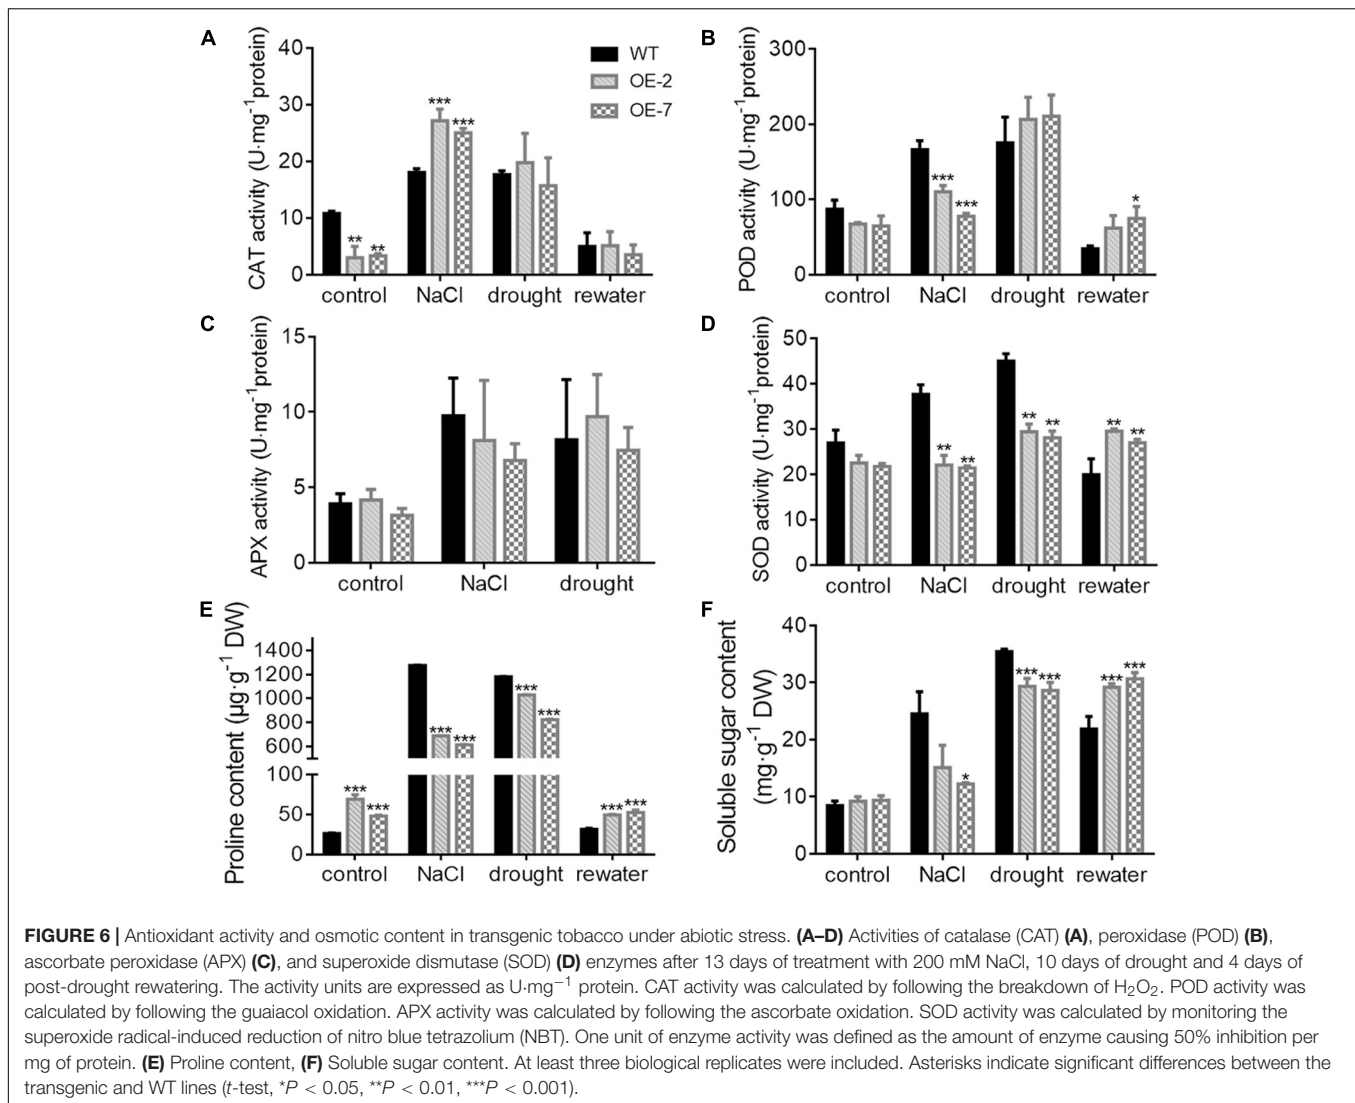 A
CAT activity (U·mg⁻¹protein)
40
30
20
10
0
***
***
**
**
control NaCl drought rewater
WT
OE-2
OE-7
B
POD activity (U·mg⁻¹protein)
300
200
100
0
***
***
*
control NaCl drought rewater
C
APX activity (U·mg⁻¹protein)
15
10
5
0
control NaCl drought
D
SOD activity (U·mg⁻¹protein)
50
40
30
20
10
0
** **
** **
** **
control NaCl drought rewater
E
Proline content (µg·g⁻¹ DW)
1400
1200
1000
800
600
100
50
0
***
***
***
***
***
***
*** ***
control NaCl drought rewater
F
Soluble sugar content
(mg·g⁻¹ DW)
40
30
20
10
0
*
*** ***
*** ***
control NaCl drought rewater
FIGURE 6 | Antioxidant activity and osmotic content in transgenic tobacco under abiotic stress. (A–D) Activities of catalase (CAT) (A), peroxidase (POD) (B),
ascorbate peroxidase (APX) (C), and superoxide dismutase (SOD) (D) enzymes after 13 days of treatment with 200 mM NaCl, 10 days of drought and 4 days of
post-drought rewatering. The activity units are expressed as U·mg⁻¹ protein. CAT activity was calculated by following the breakdown of H₂O₂. POD activity was
calculated by following the guaiacol oxidation. APX activity was calculated by following the ascorbate oxidation. SOD activity was calculated by monitoring the
superoxide radical-induced reduction of nitro blue tetrazolium (NBT). One unit of enzyme activity was defined as the amount of enzyme causing 50% inhibition per
mg of protein. (E) Proline content, (F) Soluble sugar content. At least three biological replicates were included. Asterisks indicate significant differences between the
transgenic and WT lines (t-test, *P < 0.05, **P < 0.01, ***P < 0.001).